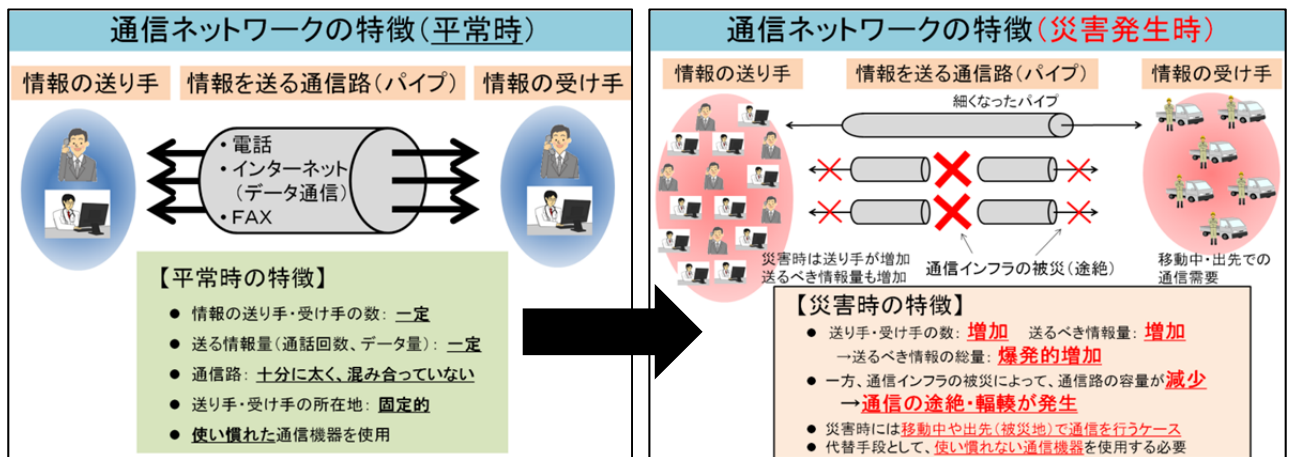 通信ネットワークの特徴(平常時)
情報の送り手
情報を送る通信路(パイプ)
情報の受け手
・電話
・インターネット
(データ通信)
・FAX
【平常時の特徴】
● 情報の送り手・受け手の数: 一定
● 送る情報量(通話回数、データ量): 一定
● 通信路: 十分に太く、混み合っていない
● 送り手・受け手の所在地: 固定的
● 使い慣れた通信機器を使用
通信ネットワークの特徴(災害発生時)
情報の送り手
情報を送る通信路(パイプ)
情報の受け手
細くなったパイプ
災害時は送り手が増加
送るべき情報量も増加
通信インフラの被災(途絶)
移動中・出先での
通信需要
【災害時の特徴】
● 送り手・受け手の数: 増加 送るべき情報量: 増加
→送るべき情報の総量: 爆発的増加
● 一方、通信インフラの被災によって、通信路の容量が減少
→通信の途絶・輻輳が発生
● 災害時には移動中や出先(被災地)で通信を行うケース
● 代替手段として、使い慣れない通信機器を使用する必要